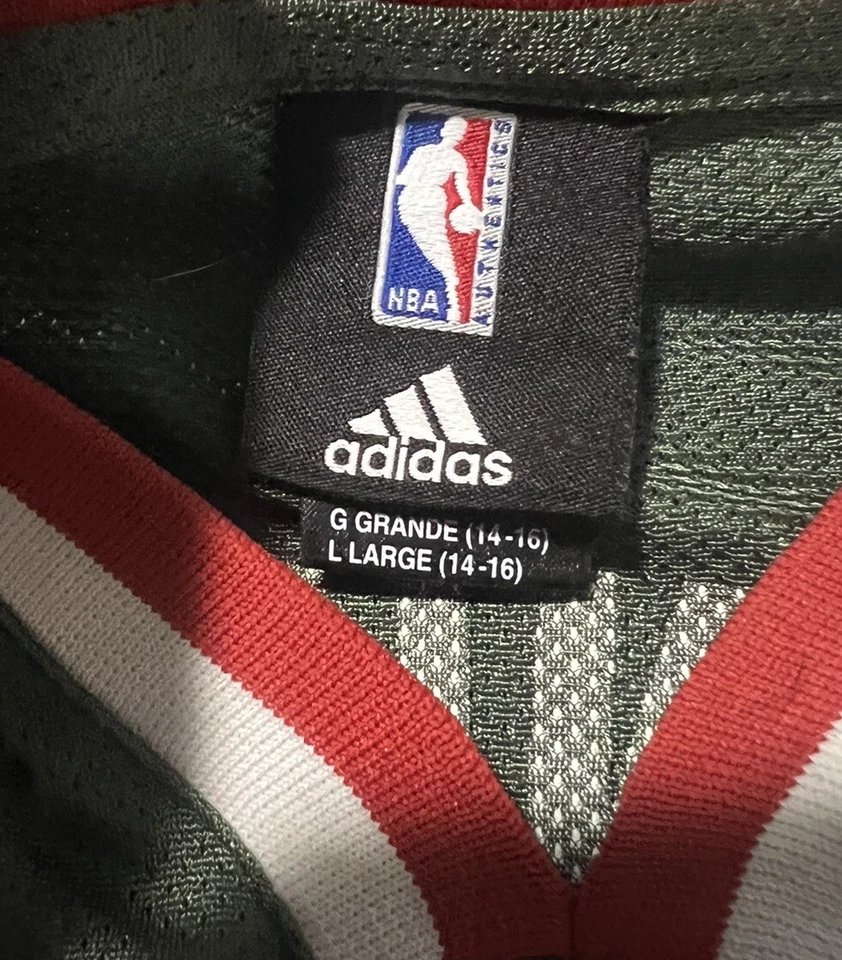 NBA
AUTHENTICS
adidas
G GRANDE (14-16)
L LARGE (14-16)